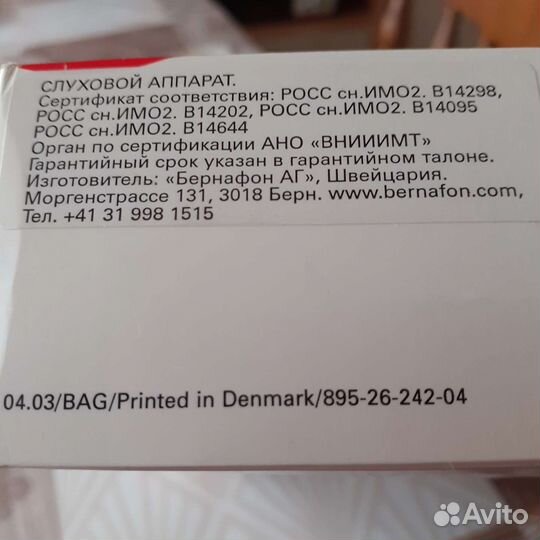 СЛУХОВОЙ АППАРАТ.
Сертификат соответствия: РОСС сн.ИМО2. В14298,
РОСС сн.ИМО2. В14202, РОСС сн.ИМО2. В14095
РОСС сн.ИМО2. В14644
Орган по сертификации АНО «ВНИИИМТ»
Гарантийный срок указан в гарантийном талоне.
Изготовитель: «Бернафон АГ», Швейцария.
Моргенстрассе 131, 3018 Берн. www.bernafon.com,
Тел. +41 31 998 1515
04.03/BAG/Printed in Denmark/895-26-242-04
Avito